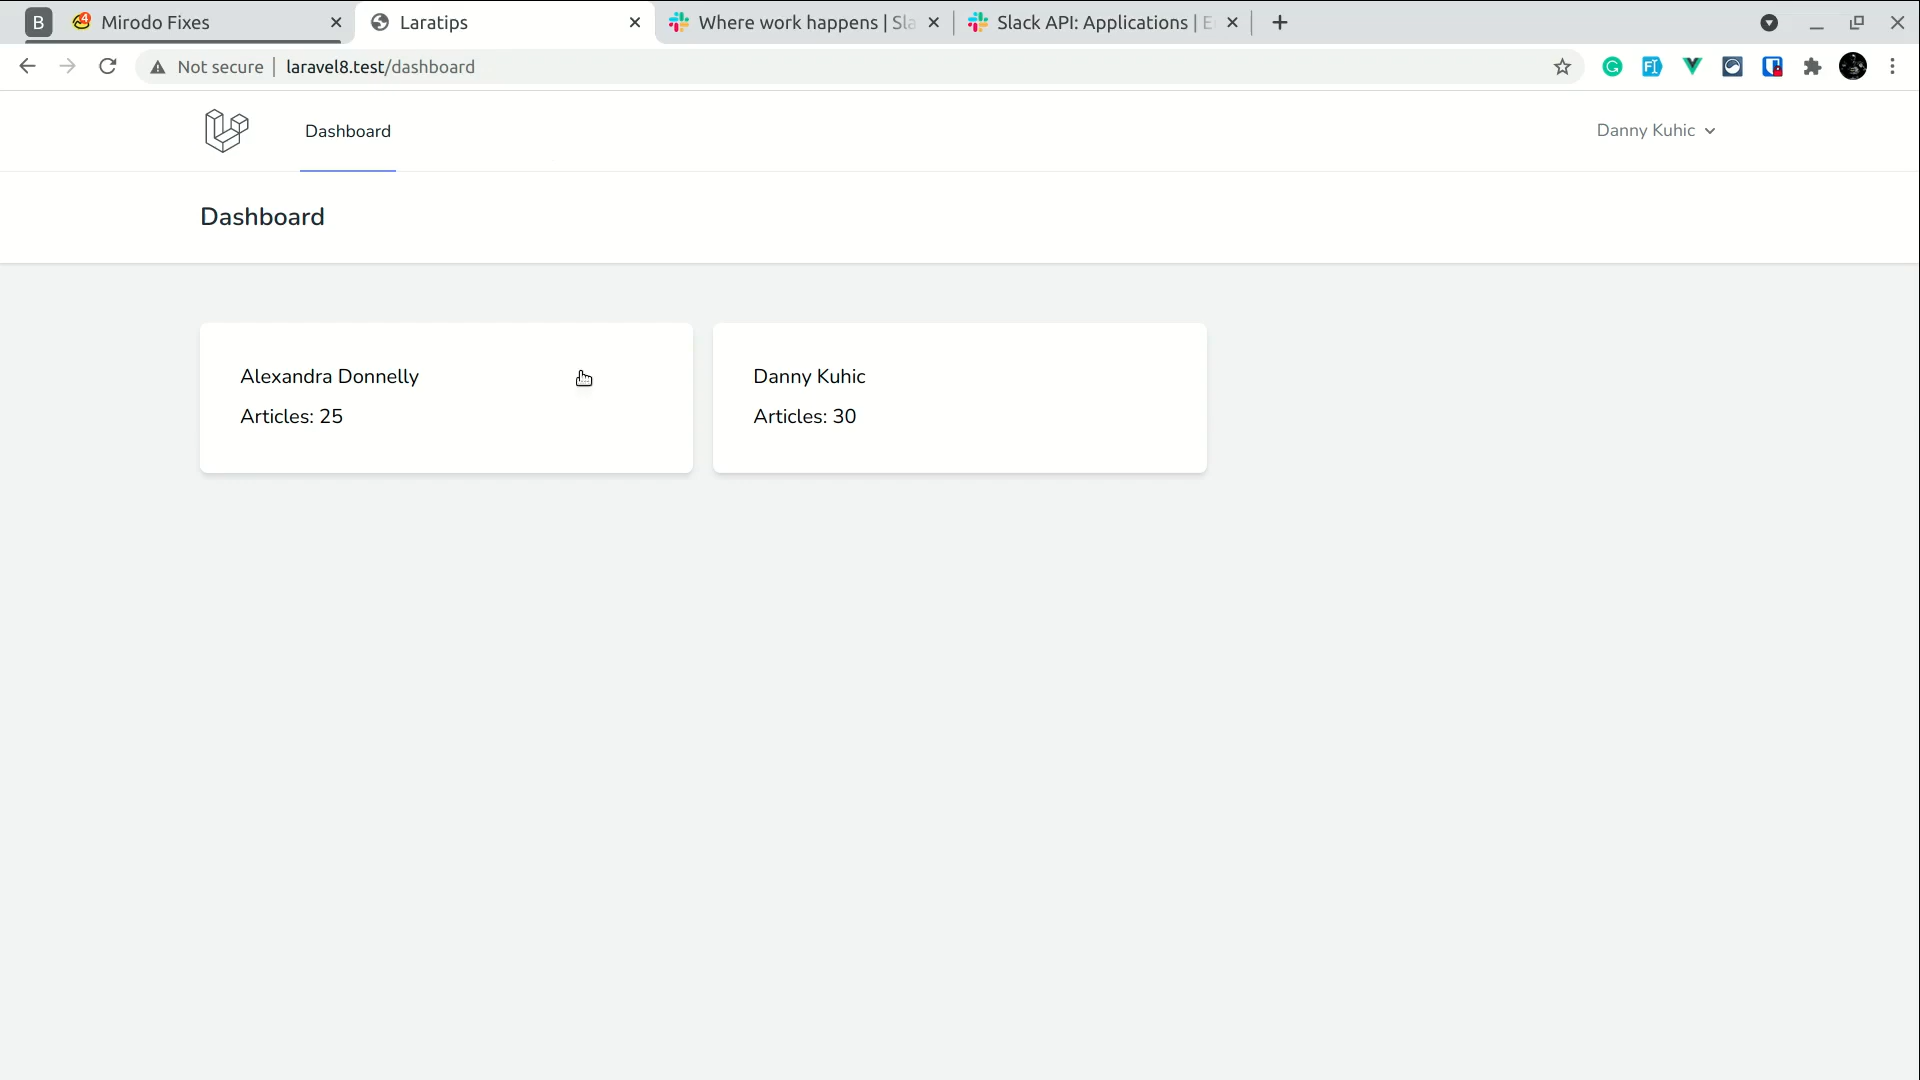 B
4
Mirodo Fixes
Laratips
Where work happens | Sla
Slack API: Applications |
Not secure
laravel8.test/dashboard
Dashboard
Danny Kuhic
Dashboard
Alexandra Donnelly
Articles: 25
Danny Kuhic
Articles: 30